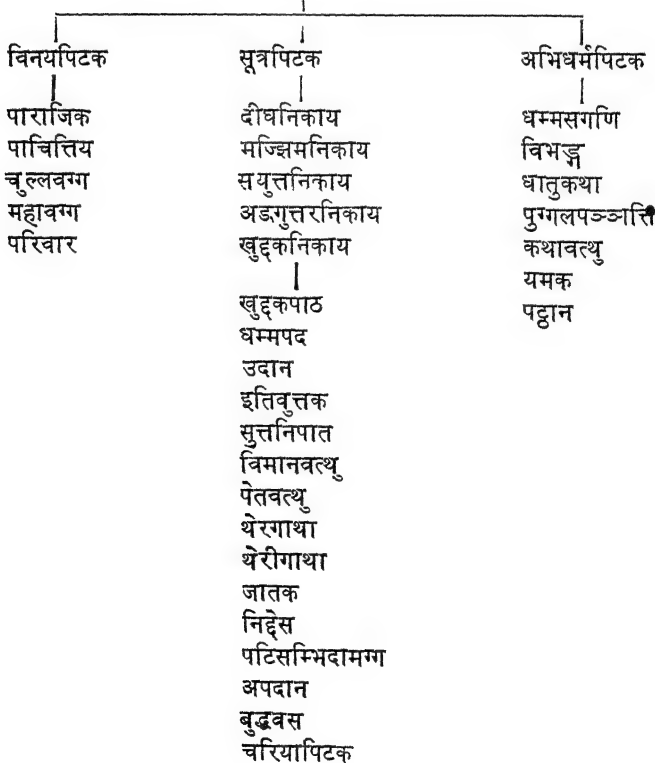 विनयपिटक
पाराजिक
पाचित्तिय
चुल्लवग्ग
महावग्ग
परिवार
सूत्रपिटक
दीघनिकाय
मज्झिमनिकाय
सयुत्तनिकाय
अडगुत्तरनिकाय
खुद्दकनिकाय
खुद्दकपाठ
धम्मपद
उदान
इतिवुत्तक
सुत्तनिपात
विमानवत्थु
पेतवत्थु
थेरगाथा
थेरीगाथा
जातक
निद्देस
पटिसम्भिदामग्ग
अपदान
बुद्धवस
चरियापिटक
अभिधर्मपिटक
धम्मसगणि
विभङ्ग
धातुकथा
पुग्गलपञ्ञत्ति
कथावत्थु
यमक
पट्ठान